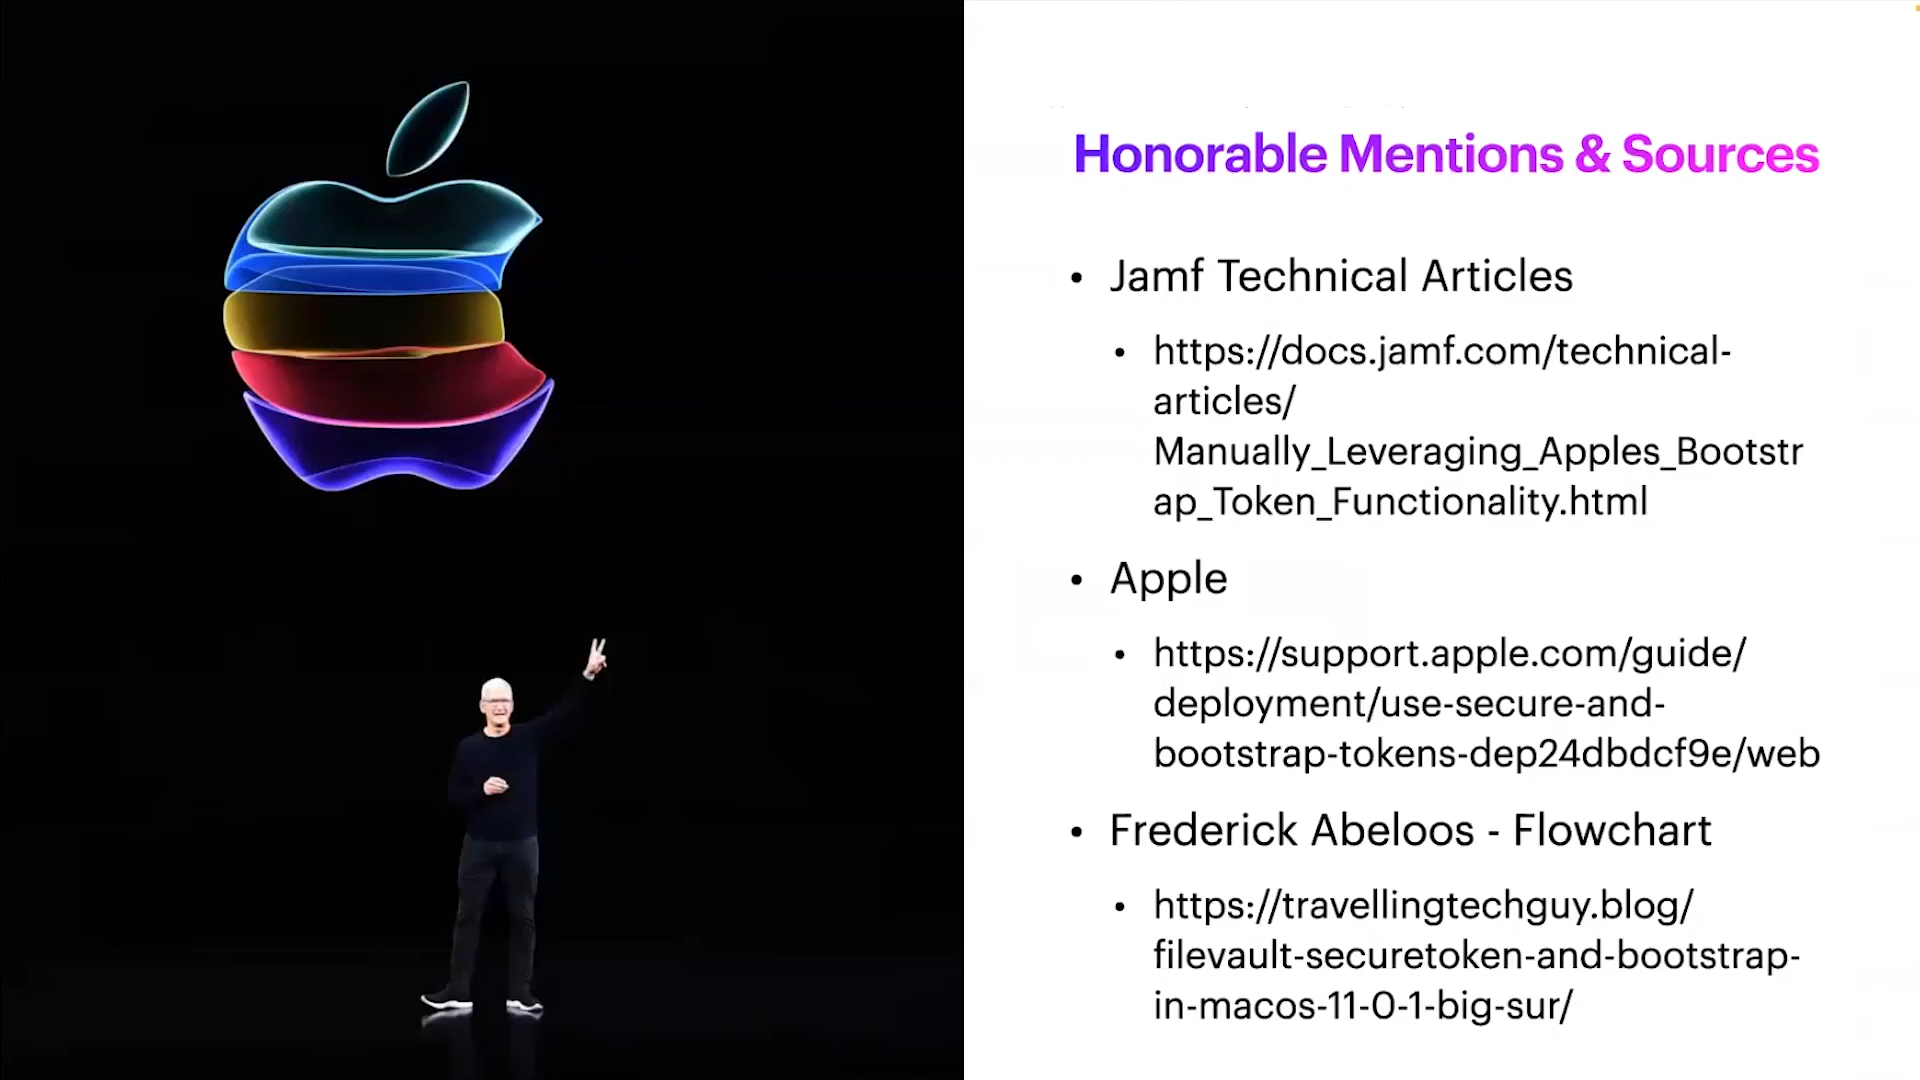 Honorable Mentions & Sources
• Jamf Technical Articles
• https://docs.jamf.com/technical-
articles/
Manually_Leveraging_Apples_Bootstr
ap_Token_Functionality.html
• Apple
• https://support.apple.com/guide/
deployment/use-secure-and-
bootstrap-tokens-dep24dbdcf9e/web
• Frederick Abeloos - Flowchart
• https://travellingtechguy.blog/
filevault-securetoken-and-bootstrap-
in-macos-11-0-1-big-sur/